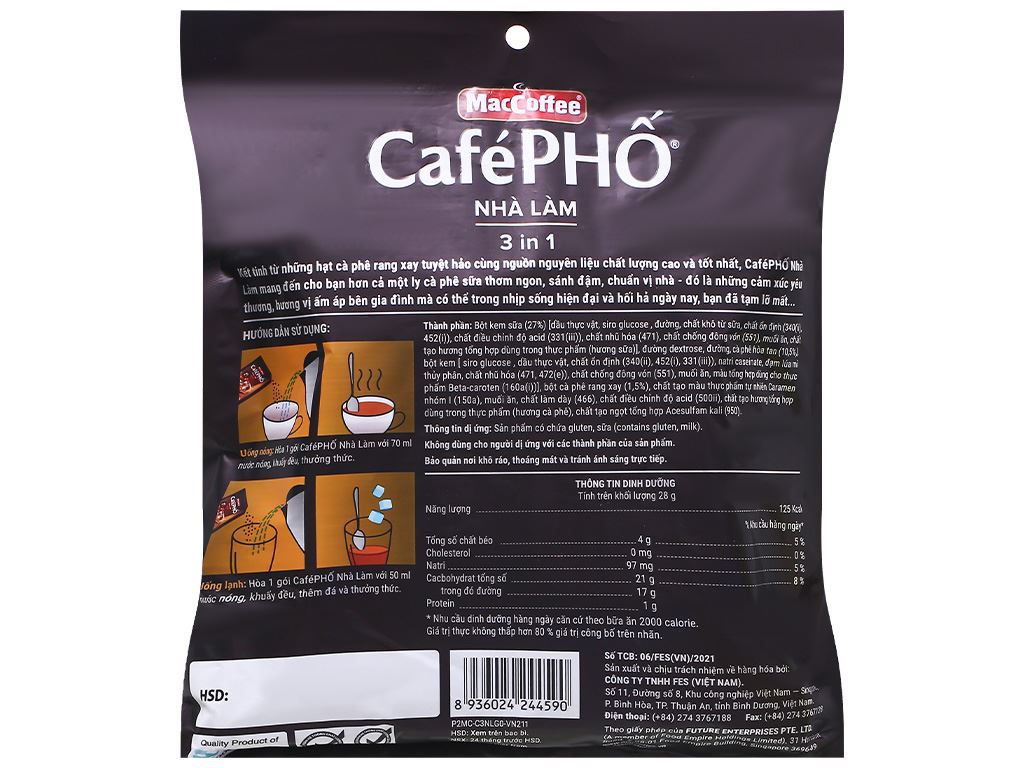 MacCoffee®
CaféPHỐ®
NHÀ LÀM
3 in 1
Kết tinh từ những hạt cà phê rang xay tuyệt hảo cùng nguồn nguyên liệu chất lượng cao và tốt nhất, CaféPHỐ Nhà
Làm mang đến cho bạn hơn cả một ly cà phê sữa thơm ngon, sánh đậm, chuẩn vị nhà - đó là những cảm xúc yêu
thương, hương vị ấm áp bên gia đình mà có thể trong nhịp sống hiện đại và hối hả ngày nay, bạn đã tạm lỡ mất...
HƯỚNG DẪN SỬ DỤNG:
Uống nóng: Hòa 1 gói CaféPHỐ Nhà Làm với 70 ml
nước nóng, khuấy đều, thưởng thức.
Uống lạnh: Hòa 1 gói CaféPHỐ Nhà Làm với 50 ml
nước nóng, khuấy đều, thêm đá và thưởng thức.
Thành phần: Bột kem sữa (27%) [dầu thực vật, siro glucose , đường, chất khô từ sữa, chất ổn định (340(ii),
452(i)), chất điều chỉnh độ acid (331(iii)), chất nhũ hóa (471), chất chống đông vón (551), muối ăn, chất
tạo hương tổng hợp dùng trong thực phẩm (hương sữa)], đường dextrose, đường, cà phê hòa tan (10,5%),
bột kem [ siro glucose , dầu thực vật, chất ổn định (340(ii), 452(i), 331(iii)), natri caseinate, đạm lúa mì
thủy phân, chất nhũ hóa (471, 472(e)), chất chống đông vón (551), muối ăn, màu tổng hợp dùng cho thực
phẩm Beta-caroten (160a(i))], bột cà phê rang xay (1,5%), chất tạo màu thực phẩm tự nhiên Caramen
nhóm I (150a), muối ăn, chất làm dày (466), chất điều chỉnh độ acid (500ii), chất tạo hương tổng hợp
dùng trong thực phẩm (hương cà phê), chất tạo ngọt tổng hợp Acesulfam kali (950).
Thông tin dị ứng: Sản phẩm có chứa gluten, sữa (contains gluten, milk).
Không dùng cho người dị ứng với các thành phần của sản phẩm.
Bảo quản nơi khô ráo, thoáng mát và tránh ánh sáng trực tiếp.
THÔNG TIN DINH DƯỠNG
Tính trên khối lượng 28 g
Năng lượng 125 Kcal
% Nhu cầu hàng ngày*
Tổng số chất béo 4 g 5%
Cholesterol 0 mg 0%
Natri 97 mg 5%
Cacbohydrat tổng số 21 g 8%
trong đó đường 17 g
Protein 1 g
* Nhu cầu dinh dưỡng hàng ngày căn cứ theo bữa ăn 2000 calorie.
Giá trị thực không thấp hơn 80 % giá trị công bố trên nhãn.
HSD:
Quality Product of
8 936024 244590
P2MC-C3NLG0-VN211
HSD: Xem trên bao bì.
NSX: 24 tháng trước HSD.
Số TCB: 06/FES(VN)/2021
Sản xuất và chịu trách nhiệm về hàng hóa bởi:
CÔNG TY TNHH FES (VIỆT NAM).
Số 11, Đường số 8, Khu công nghiệp Việt Nam –
P. Bình Hòa, TP. Thuận An, tỉnh Bình Dương, Việt Nam.
Điện thoại: (+84) 274 3767188 Fax: (+84) 274
Theo giấy phép của FUTURE ENTERPRISES PTE. LTD
(A member of Food Empire Holdings Limited), 31
Food Empire Building, Singapore 369649